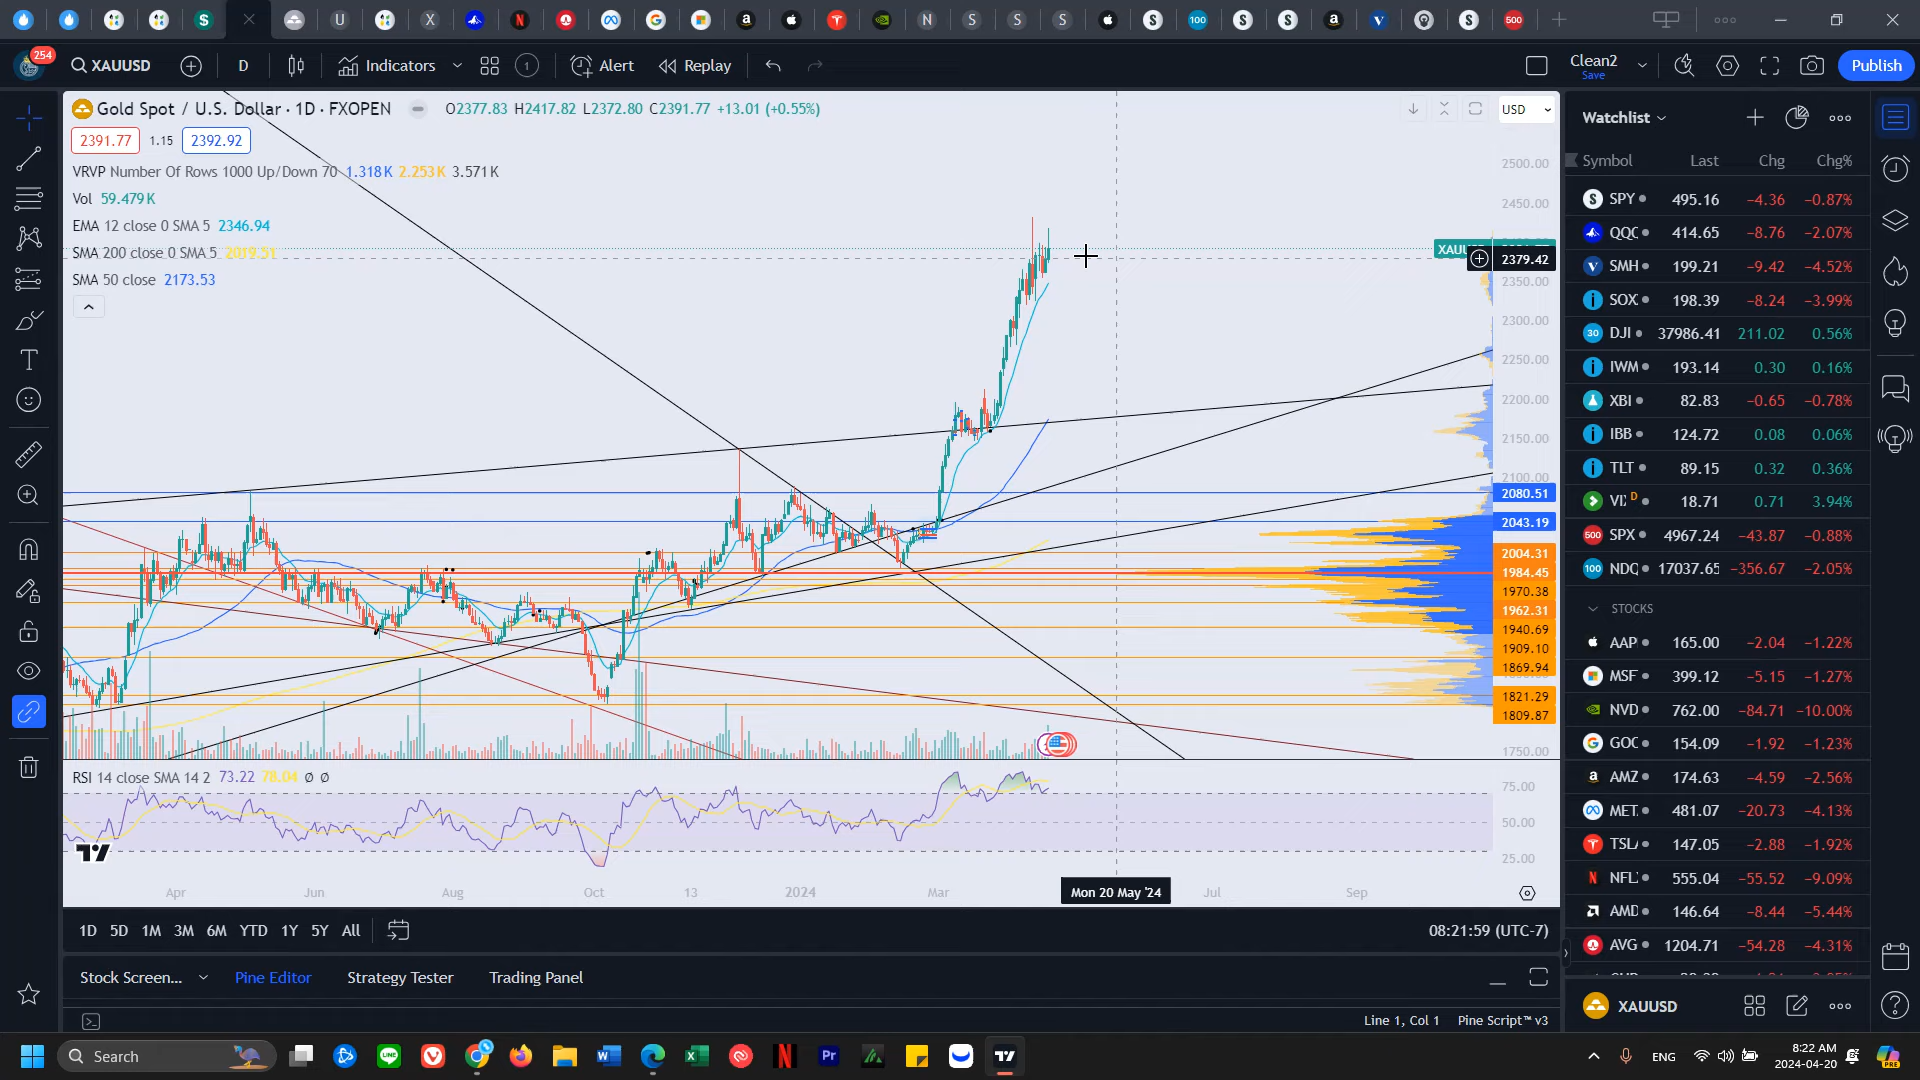 254
XAUUSD
D
Indicators
1
Alert
Replay
Clean2
Save
Publish
Gold Spot / U.S. Dollar · 1D · FXOPEN
O2377.83 H2417.82 L2372.80 C2391.77 +13.01 (+0.55%)
USD
2391.77 1.15 2392.92
VRVP Number Of Rows 1000 Up/Down 70 1.318K 2.253K 3.571K
Vol 59.479K
EMA 12 close 0 SMA 5 2346.94
SMA 200 close 0 SMA 5 2019.51
SMA 50 close 2173.53
2500.00
2450.00
2379.42
2350.00
2300.00
2250.00
2200.00
2150.00
2100.00
2080.51
2043.19
2004.31
1984.45
1970.38
1962.31
1940.69
1909.10
1869.94
1821.29
1809.87
1750.00
RSI 14 close SMA 14 2 73.22 78.04 Ø Ø
75.00
50.00
25.00
Apr Jun Aug Oct 13 2024 Mar Mon 20 May '24 Jul Sep
1D 5D 1M 3M 6M YTD 1Y 5Y All
08:21:59 (UTC-7)
Stock Screen... Pine Editor Strategy Tester Trading Panel
Line 1, Col 1 Pine Script™ v3
Watchlist
Symbol Last Chg Chg%
SPY 495.16 −4.36 −0.87%
QQC 414.65 −8.76 −2.07%
SMH 199.21 −9.42 −4.52%
SOX 198.39 −8.24 −3.99%
DJI 37986.41 211.02 0.56%
IWM 193.14 0.30 0.16%
XBI 82.83 −0.65 −0.78%
IBB 124.72 0.08 0.06%
TLT 89.15 0.32 0.36%
VI D 18.71 0.71 3.94%
SPX 4967.24 −43.87 −0.88%
NDQ 17037.65 −356.67 −2.05%
STOCKS
AAP 165.00 −2.04 −1.22%
MSF 399.12 −5.15 −1.27%
NVD 762.00 −84.71 −10.00%
GOO 154.09 −1.92 −1.23%
AMZ 174.63 −4.59 −2.56%
MET 481.07 −20.73 −4.13%
TSL 147.05 −2.88 −1.92%
NFL 555.04 −55.52 −9.09%
AMD 146.64 −8.44 −5.44%
AVG 1204.71 −54.28 −4.31%
XAUUSD
Search
ENG
8:22 AM
2024-04-20